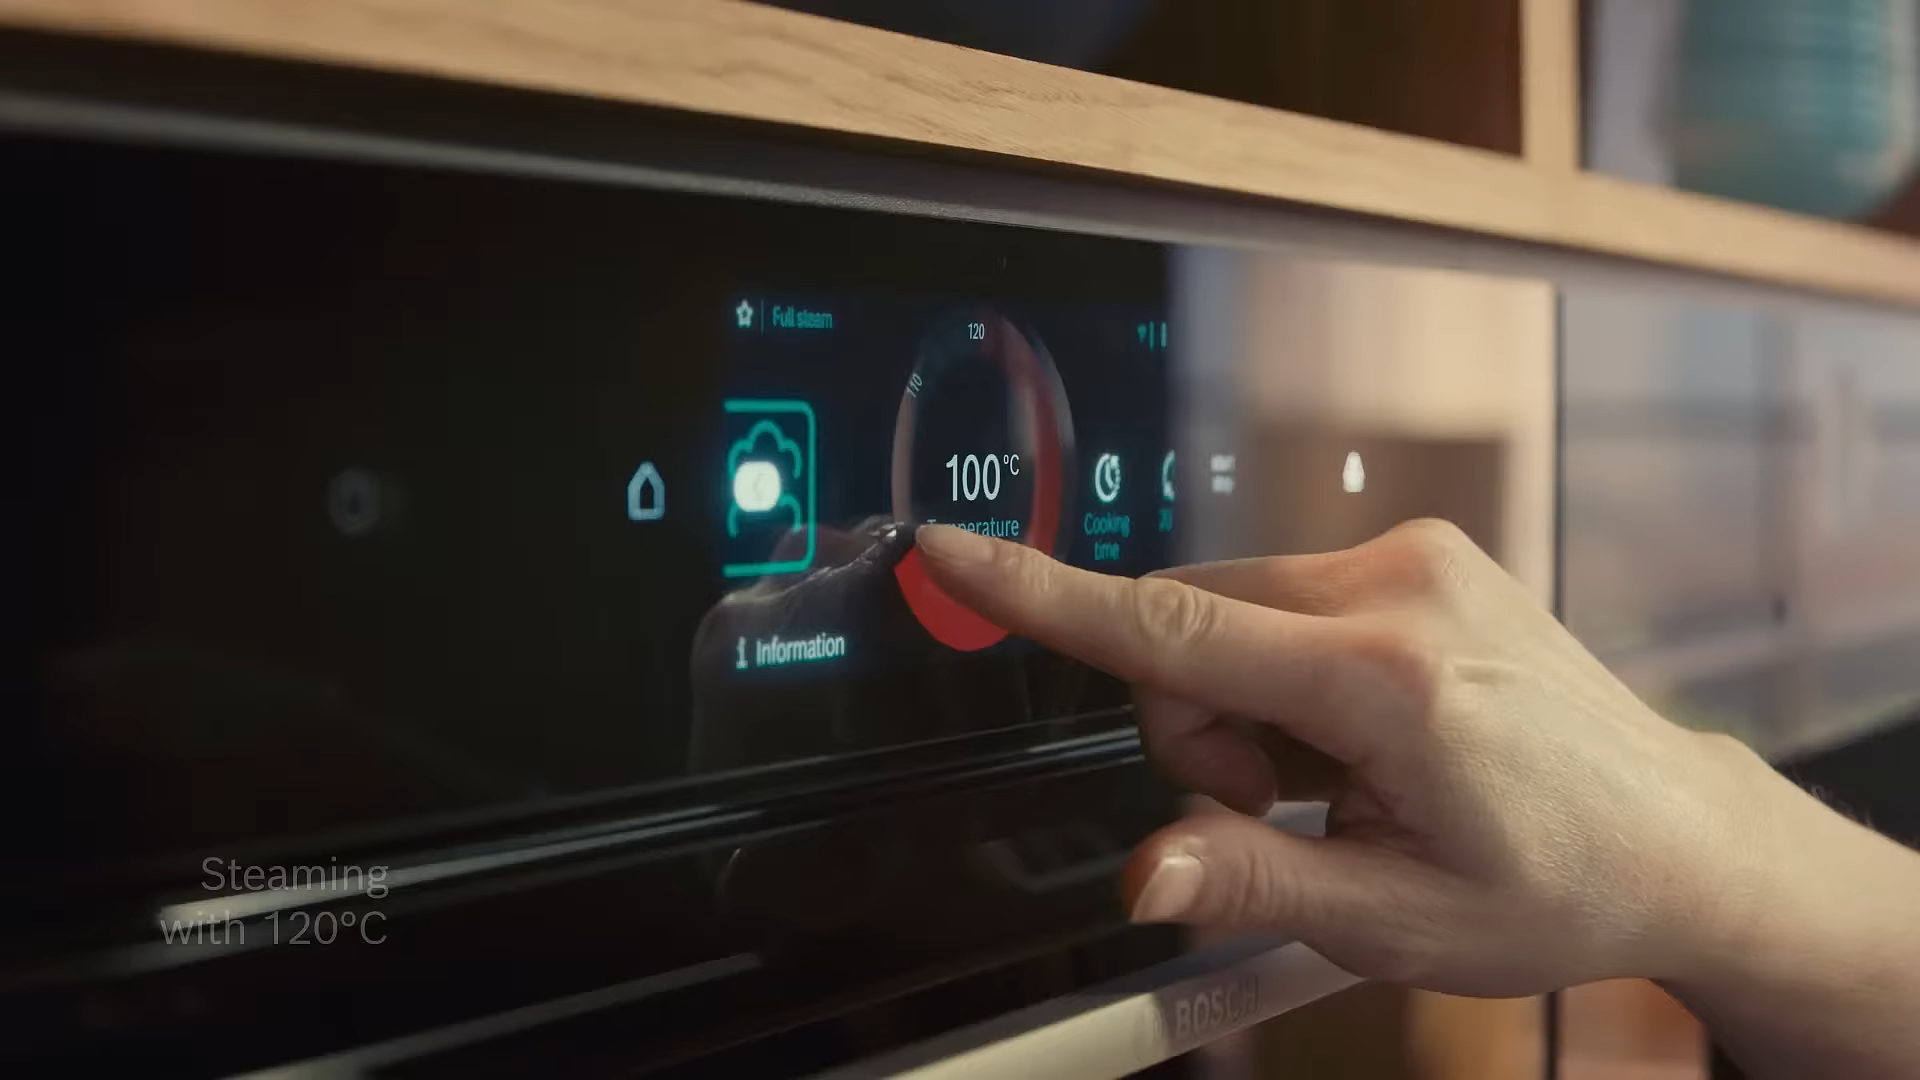 Full steam
120
110
100°C
Temperature
Cooking
time
i Information
Steaming
with 120°C
BOSCH